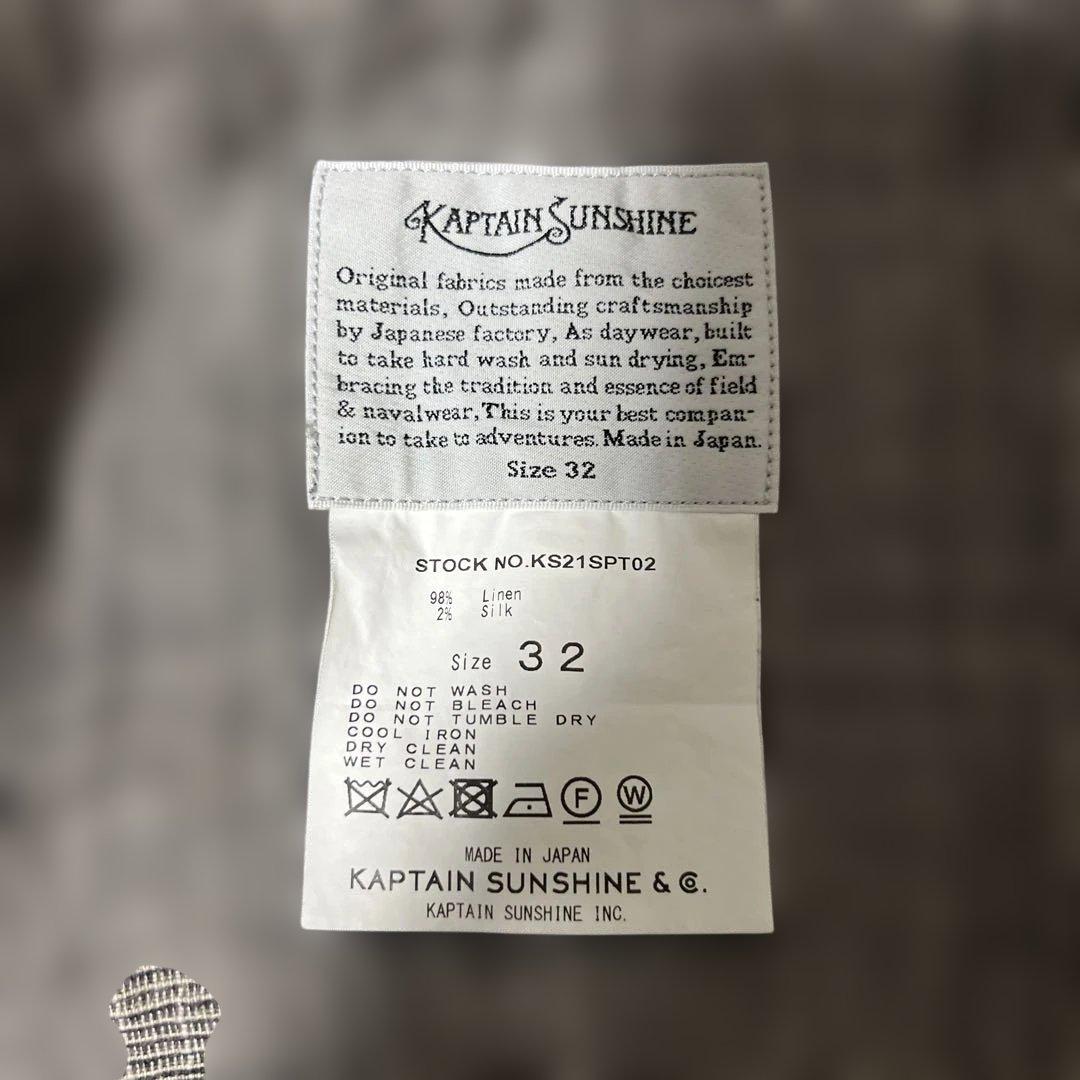 KAPTAIN SUNSHINE
Original fabrics made from the choicest
materials, Outstanding craftsmanship
by Japanese factory, As daywear, built
to take hard wash and sun drying, Em-
bracing the tradition and essence of field
& navalwear, This is your best compan-
ion to take to adventures. Made in Japan.
Size 32
STOCK NO.KS21SPT02
98% Linen
2% Silk
Size 32
DO NOT WASH
DO NOT BLEACH
DO NOT TUMBLE DRY
COOL IRON
DRY CLEAN
WET CLEAN
F W
MADE IN JAPAN
KAPTAIN SUNSHINE & Co.
KAPTAIN SUNSHINE INC.